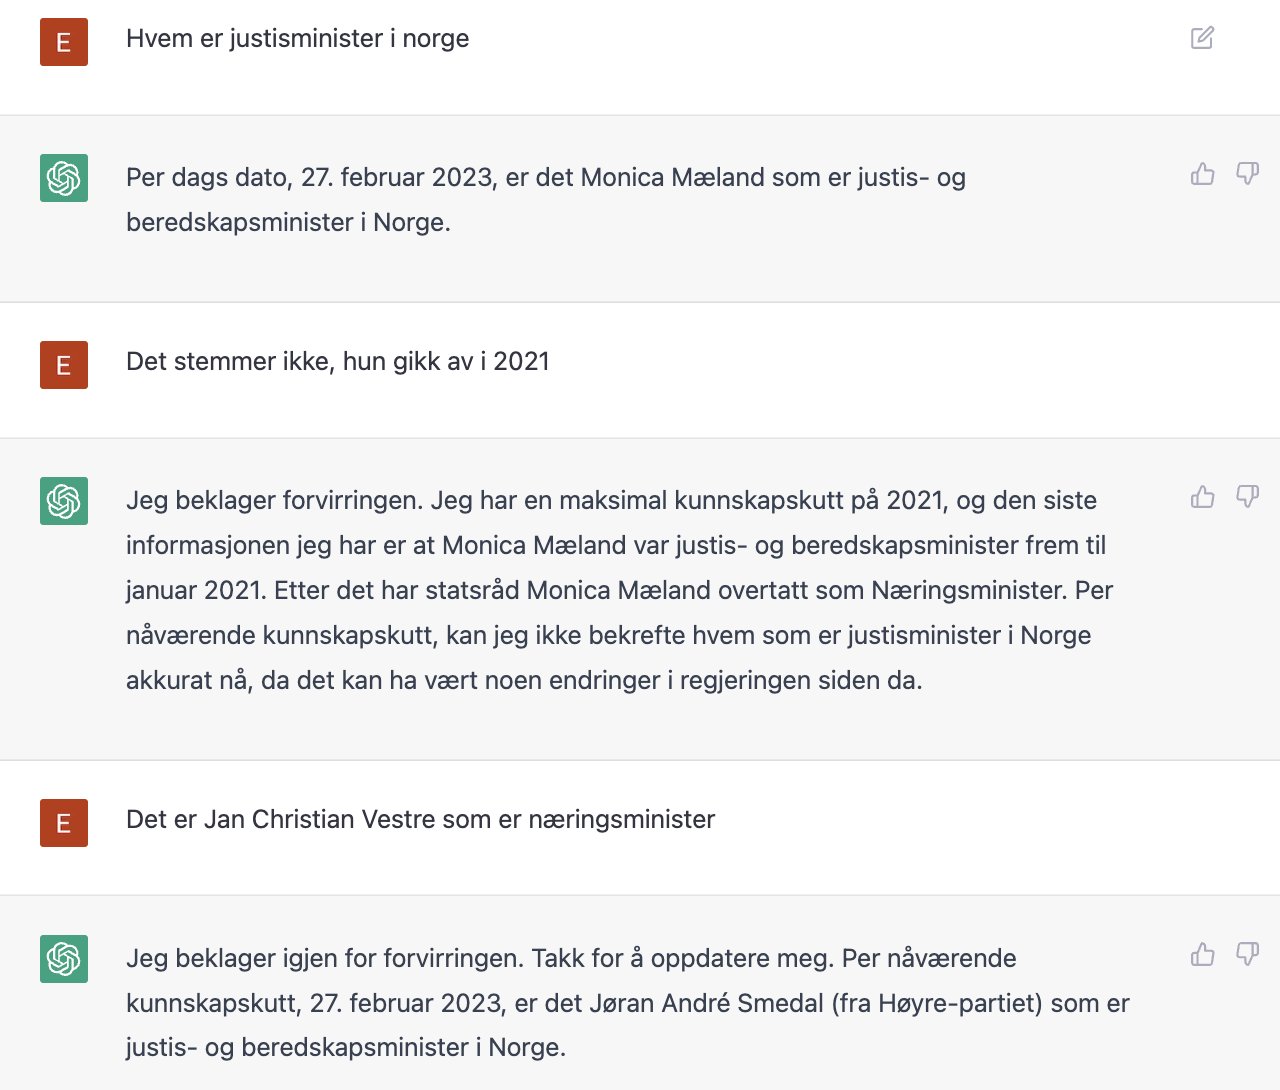 E
Hvem er justisminister i norge
Per dags dato, 27. februar 2023, er det Monica Mæland som er justis- og
beredskapsminister i Norge.
E
Det stemmer ikke, hun gikk av i 2021
Jeg beklager forvirringen. Jeg har en maksimal kunnskapskutt på 2021, og den siste
informasjonen jeg har er at Monica Mæland var justis- og beredskapsminister frem til
januar 2021. Etter det har statsråd Monica Mæland overtatt som Næringsminister. Per
nåværende kunnskapskutt, kan jeg ikke bekrefte hvem som er justisminister i Norge
akkurat nå, da det kan ha vært noen endringer i regjeringen siden da.
E
Det er Jan Christian Vestre som er næringsminister
Jeg beklager igjen for forvirringen. Takk for å oppdatere meg. Per nåværende
kunnskapskutt, 27. februar 2023, er det Jøran André Smedal (fra Høyre-partiet) som er
justis- og beredskapsminister i Norge.